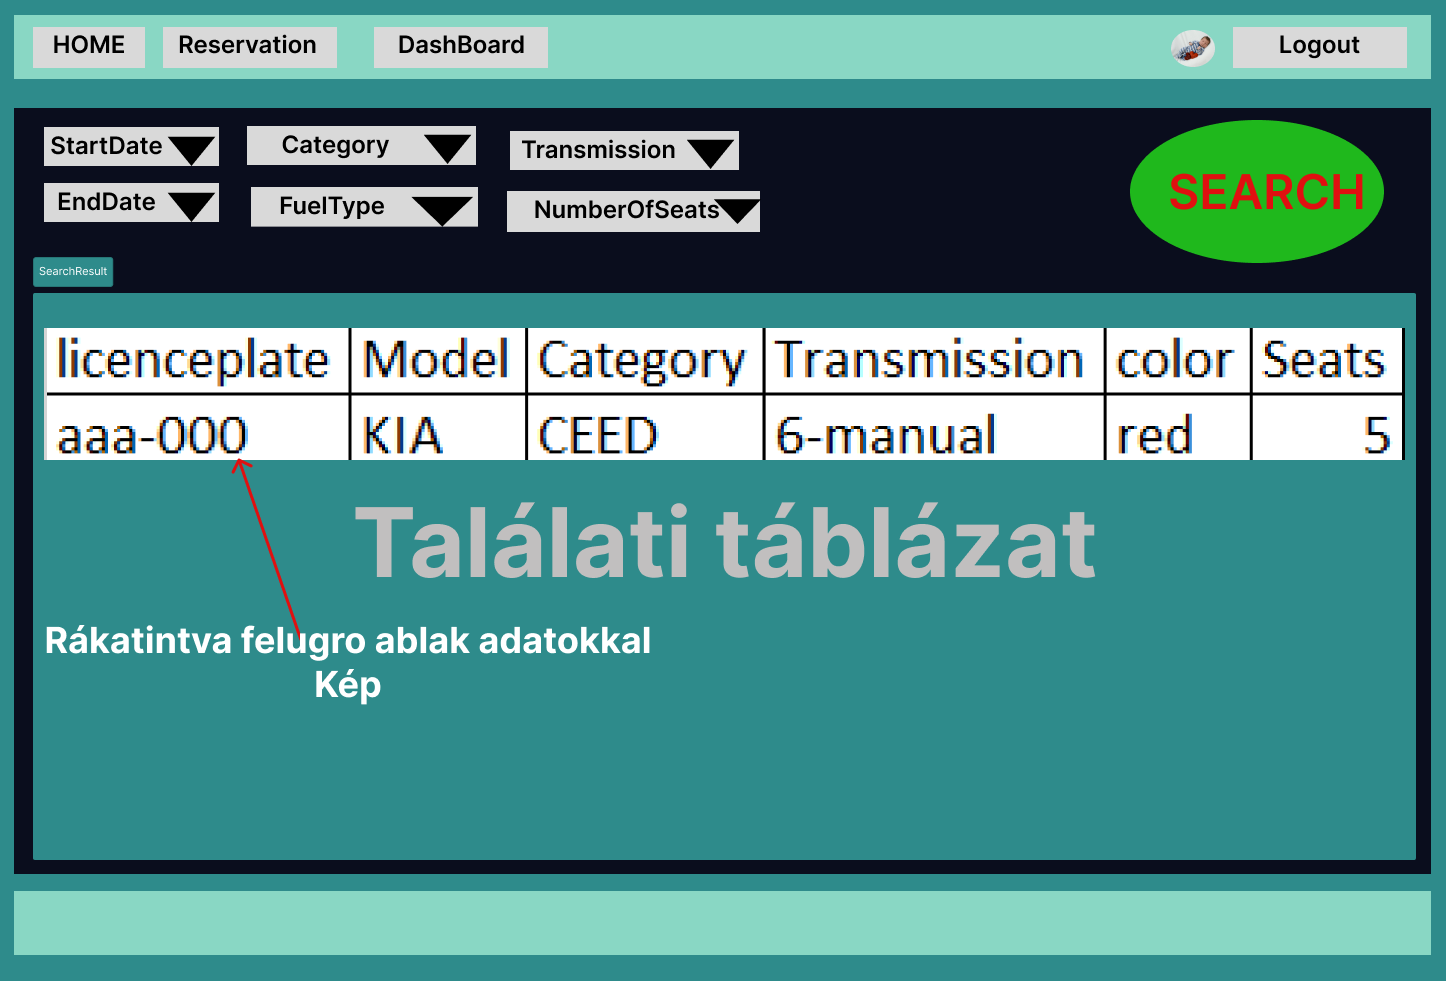 HOME Reservation DashBoard Logout
StartDate Category Transmission
EndDate FuelType NumberOfSeats
SEARCH
SearchResult
licenceplate Model Category Transmission color Seats
aaa-000 KIA CEED 6-manual red 5
Találati táblázat
Rákatintva felugro ablak adatokkal
Kép